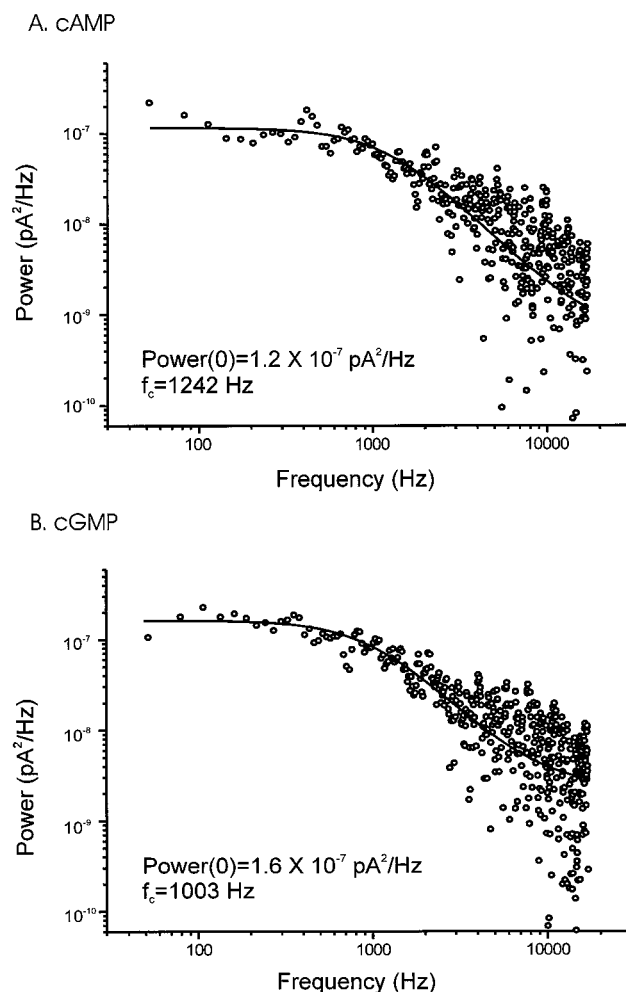 A. cAMP
10⁻⁷
10⁻⁸
10⁻⁹
10⁻¹⁰
Power (pA²/Hz)
Power(0)=1.2 X 10⁻⁷ pA²/Hz
f_c=1242 Hz
100 1000 10000
Frequency (Hz)
B. cGMP
10⁻⁷
10⁻⁸
10⁻⁹
10⁻¹⁰
Power (pA²/Hz)
Power(0)=1.6 X 10⁻⁷ pA²/Hz
f_c=1003 Hz
100 1000 10000
Frequency (Hz)